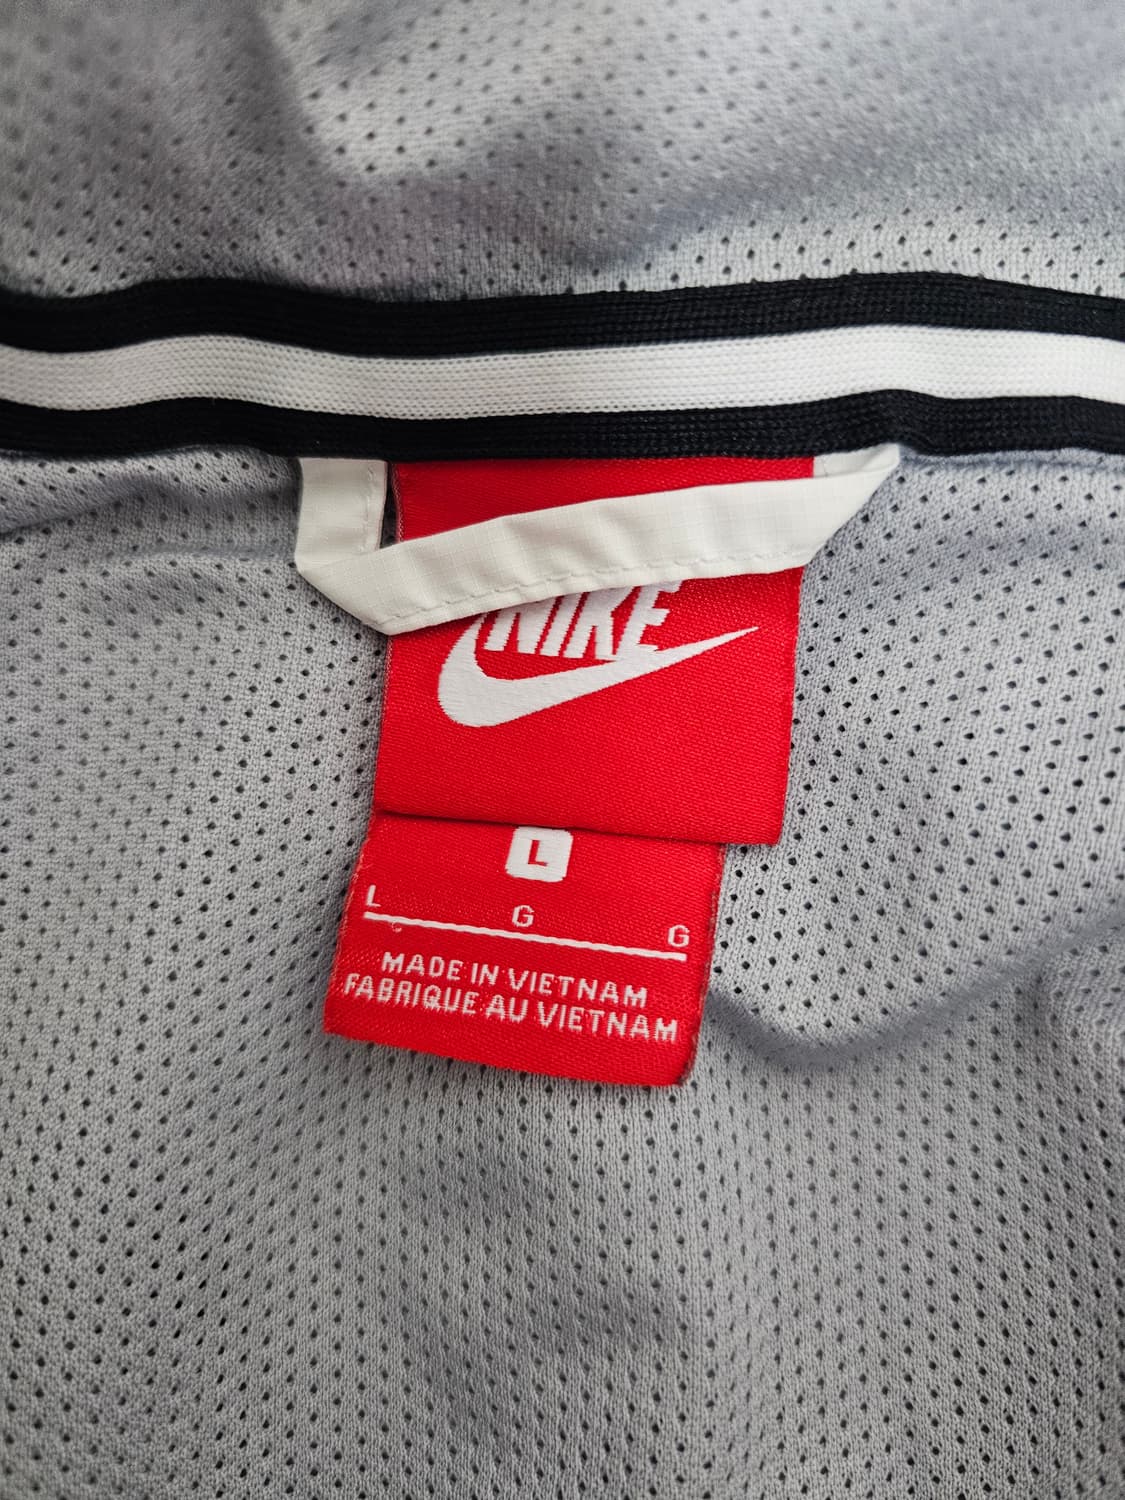 NIKE
L
L G G
MADE IN VIETNAM
FABRIQUE AU VIETNAM